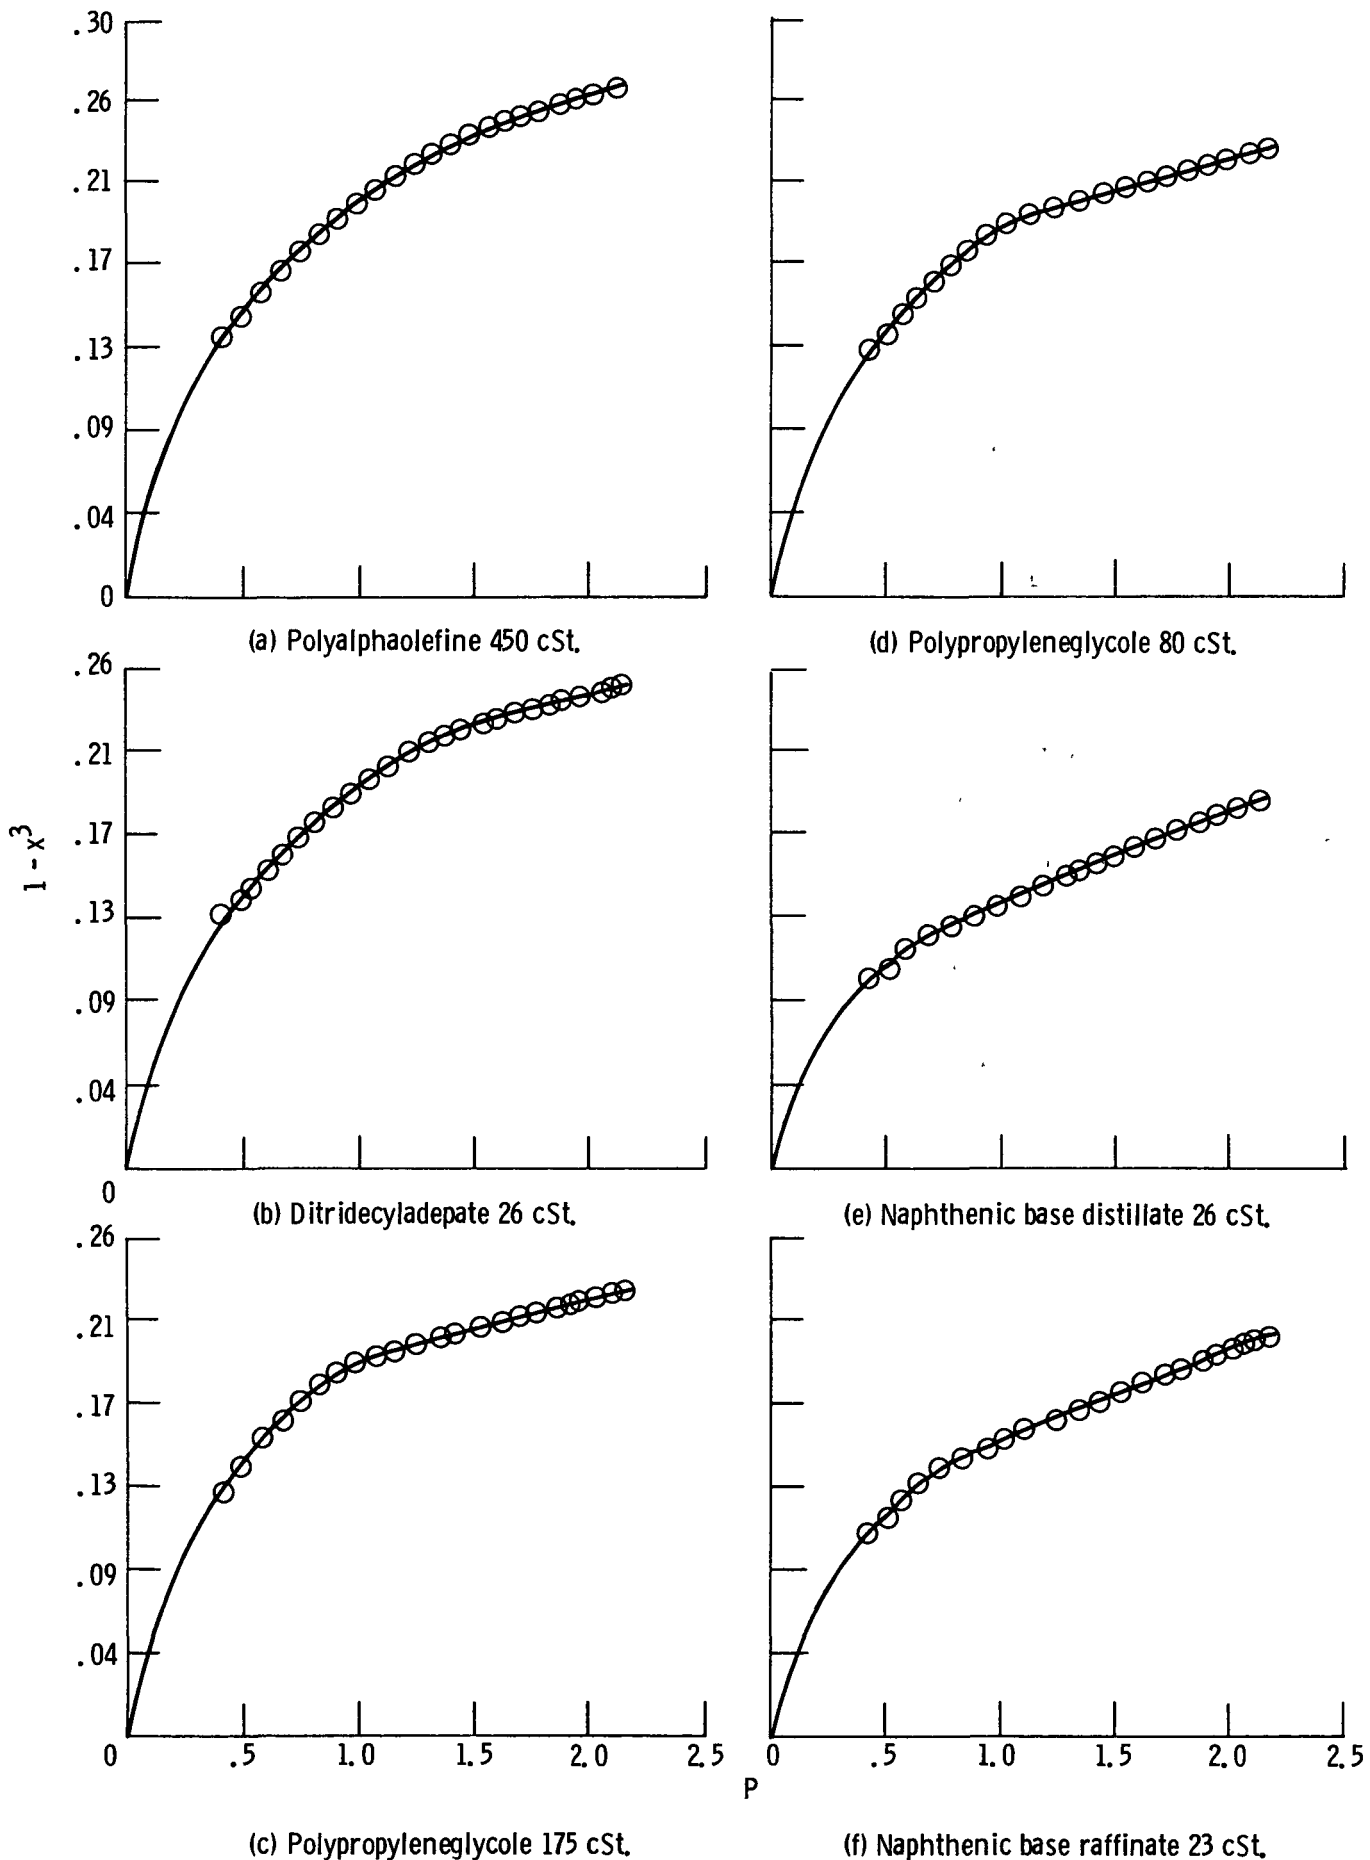 .30
.26
.21
.17
.13
.09
.04
0
(a) Polyalphaolefine 450 cSt.
(d) Polypropyleneglycole 80 cSt.
.26
.21
.17
.13
.09
.04
0
1 - x³
(b) Ditridecyladepate 26 cSt.
(e) Naphthenic base distillate 26 cSt.
.26
.21
.17
.13
.09
.04
0 .5 1.0 1.5 2.0 2.5
0 .5 1.0 1.5 2.0 2.5
P
(c) Polypropyleneglycole 175 cSt.
(f) Naphthenic base raffinate 23 cSt.